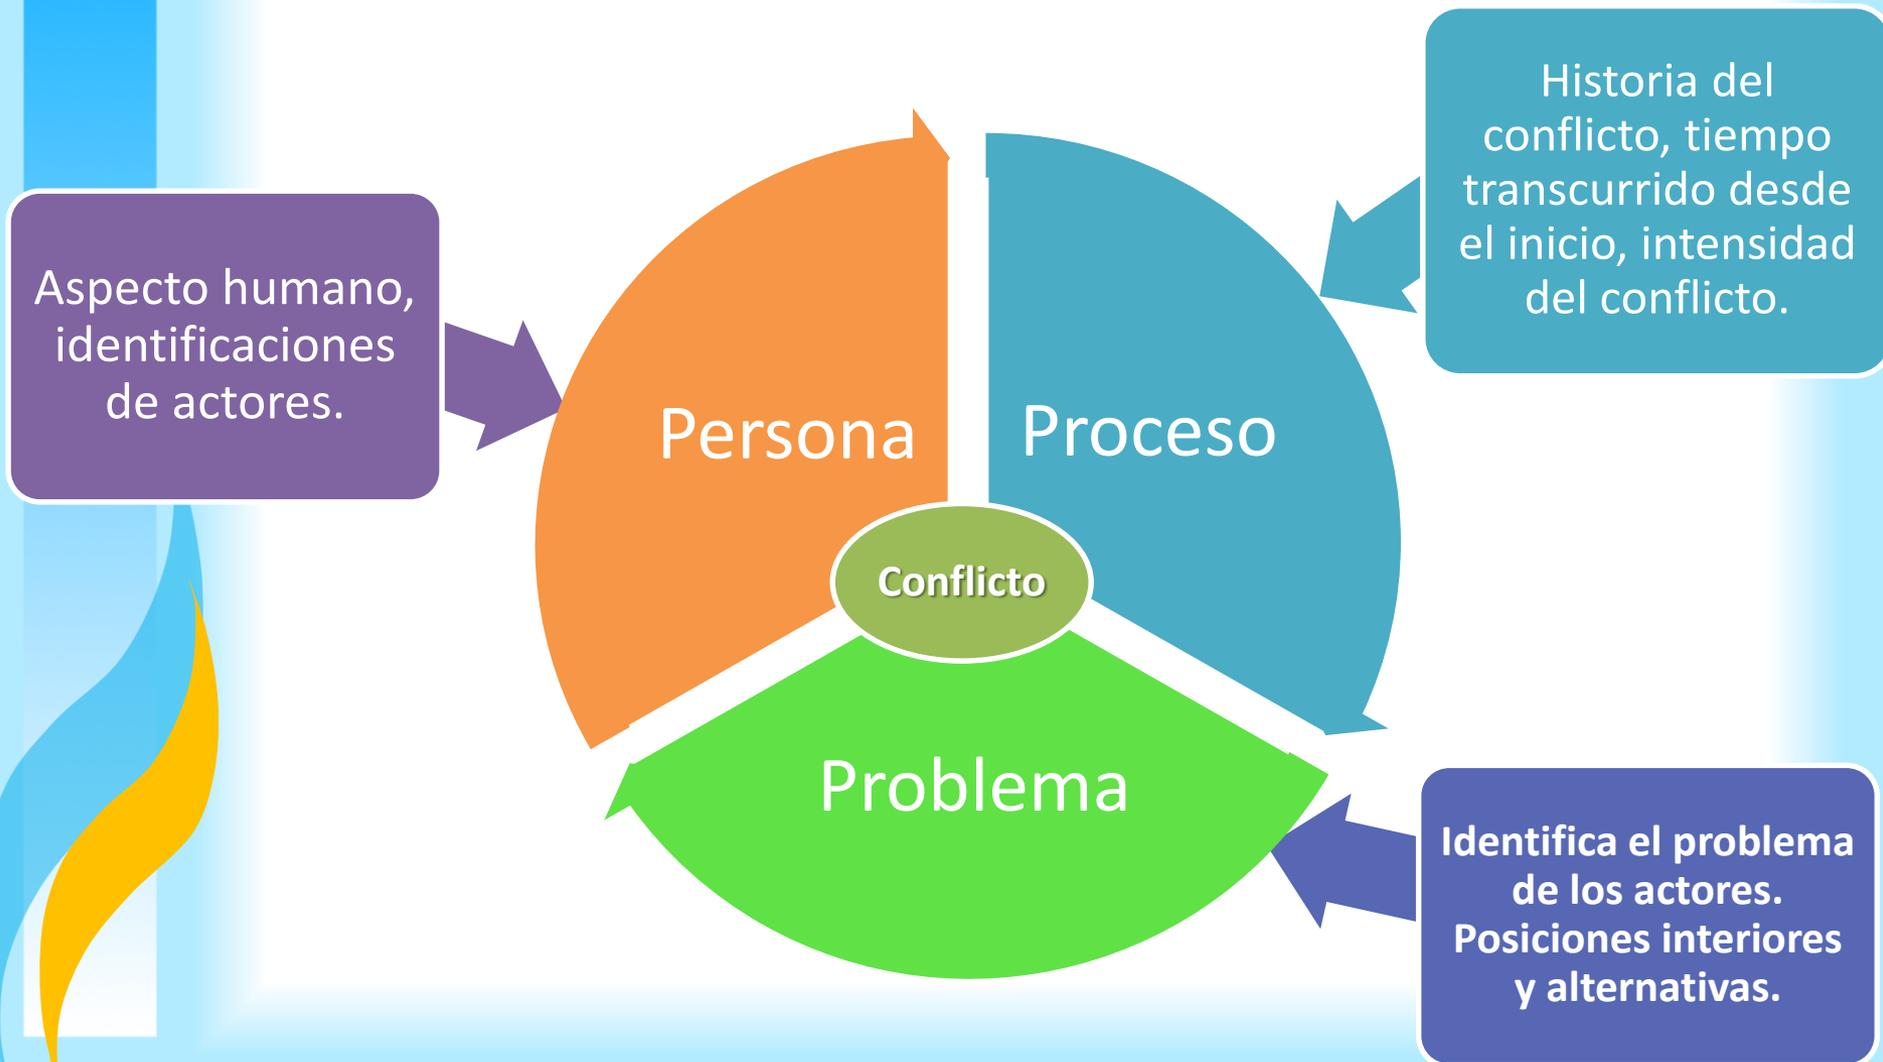 Historia del
conflicto, tiempo
transcurrido desde
el inicio, intensidad
del conflicto.
Aspecto humano,
identificaciones
de actores.
Persona
Proceso
Conflicto
Problema
Identifica el problema
de los actores.
Posiciones interiores
y alternativas.